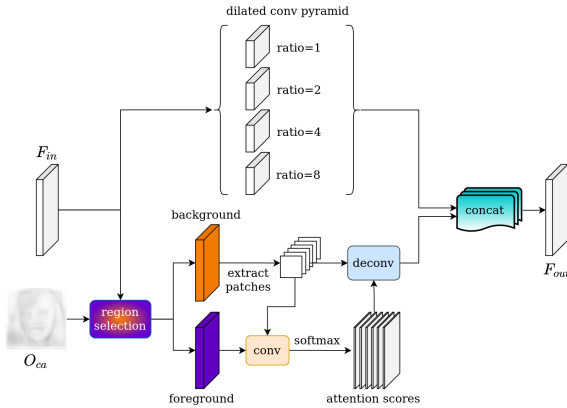 dilated conv pyramid
ratio=1
ratio=2
ratio=4
ratio=8
F_in
background
concat
extract
patches
deconv
F_out
region
selection
O_ca
conv
softmax
foreground
attention scores